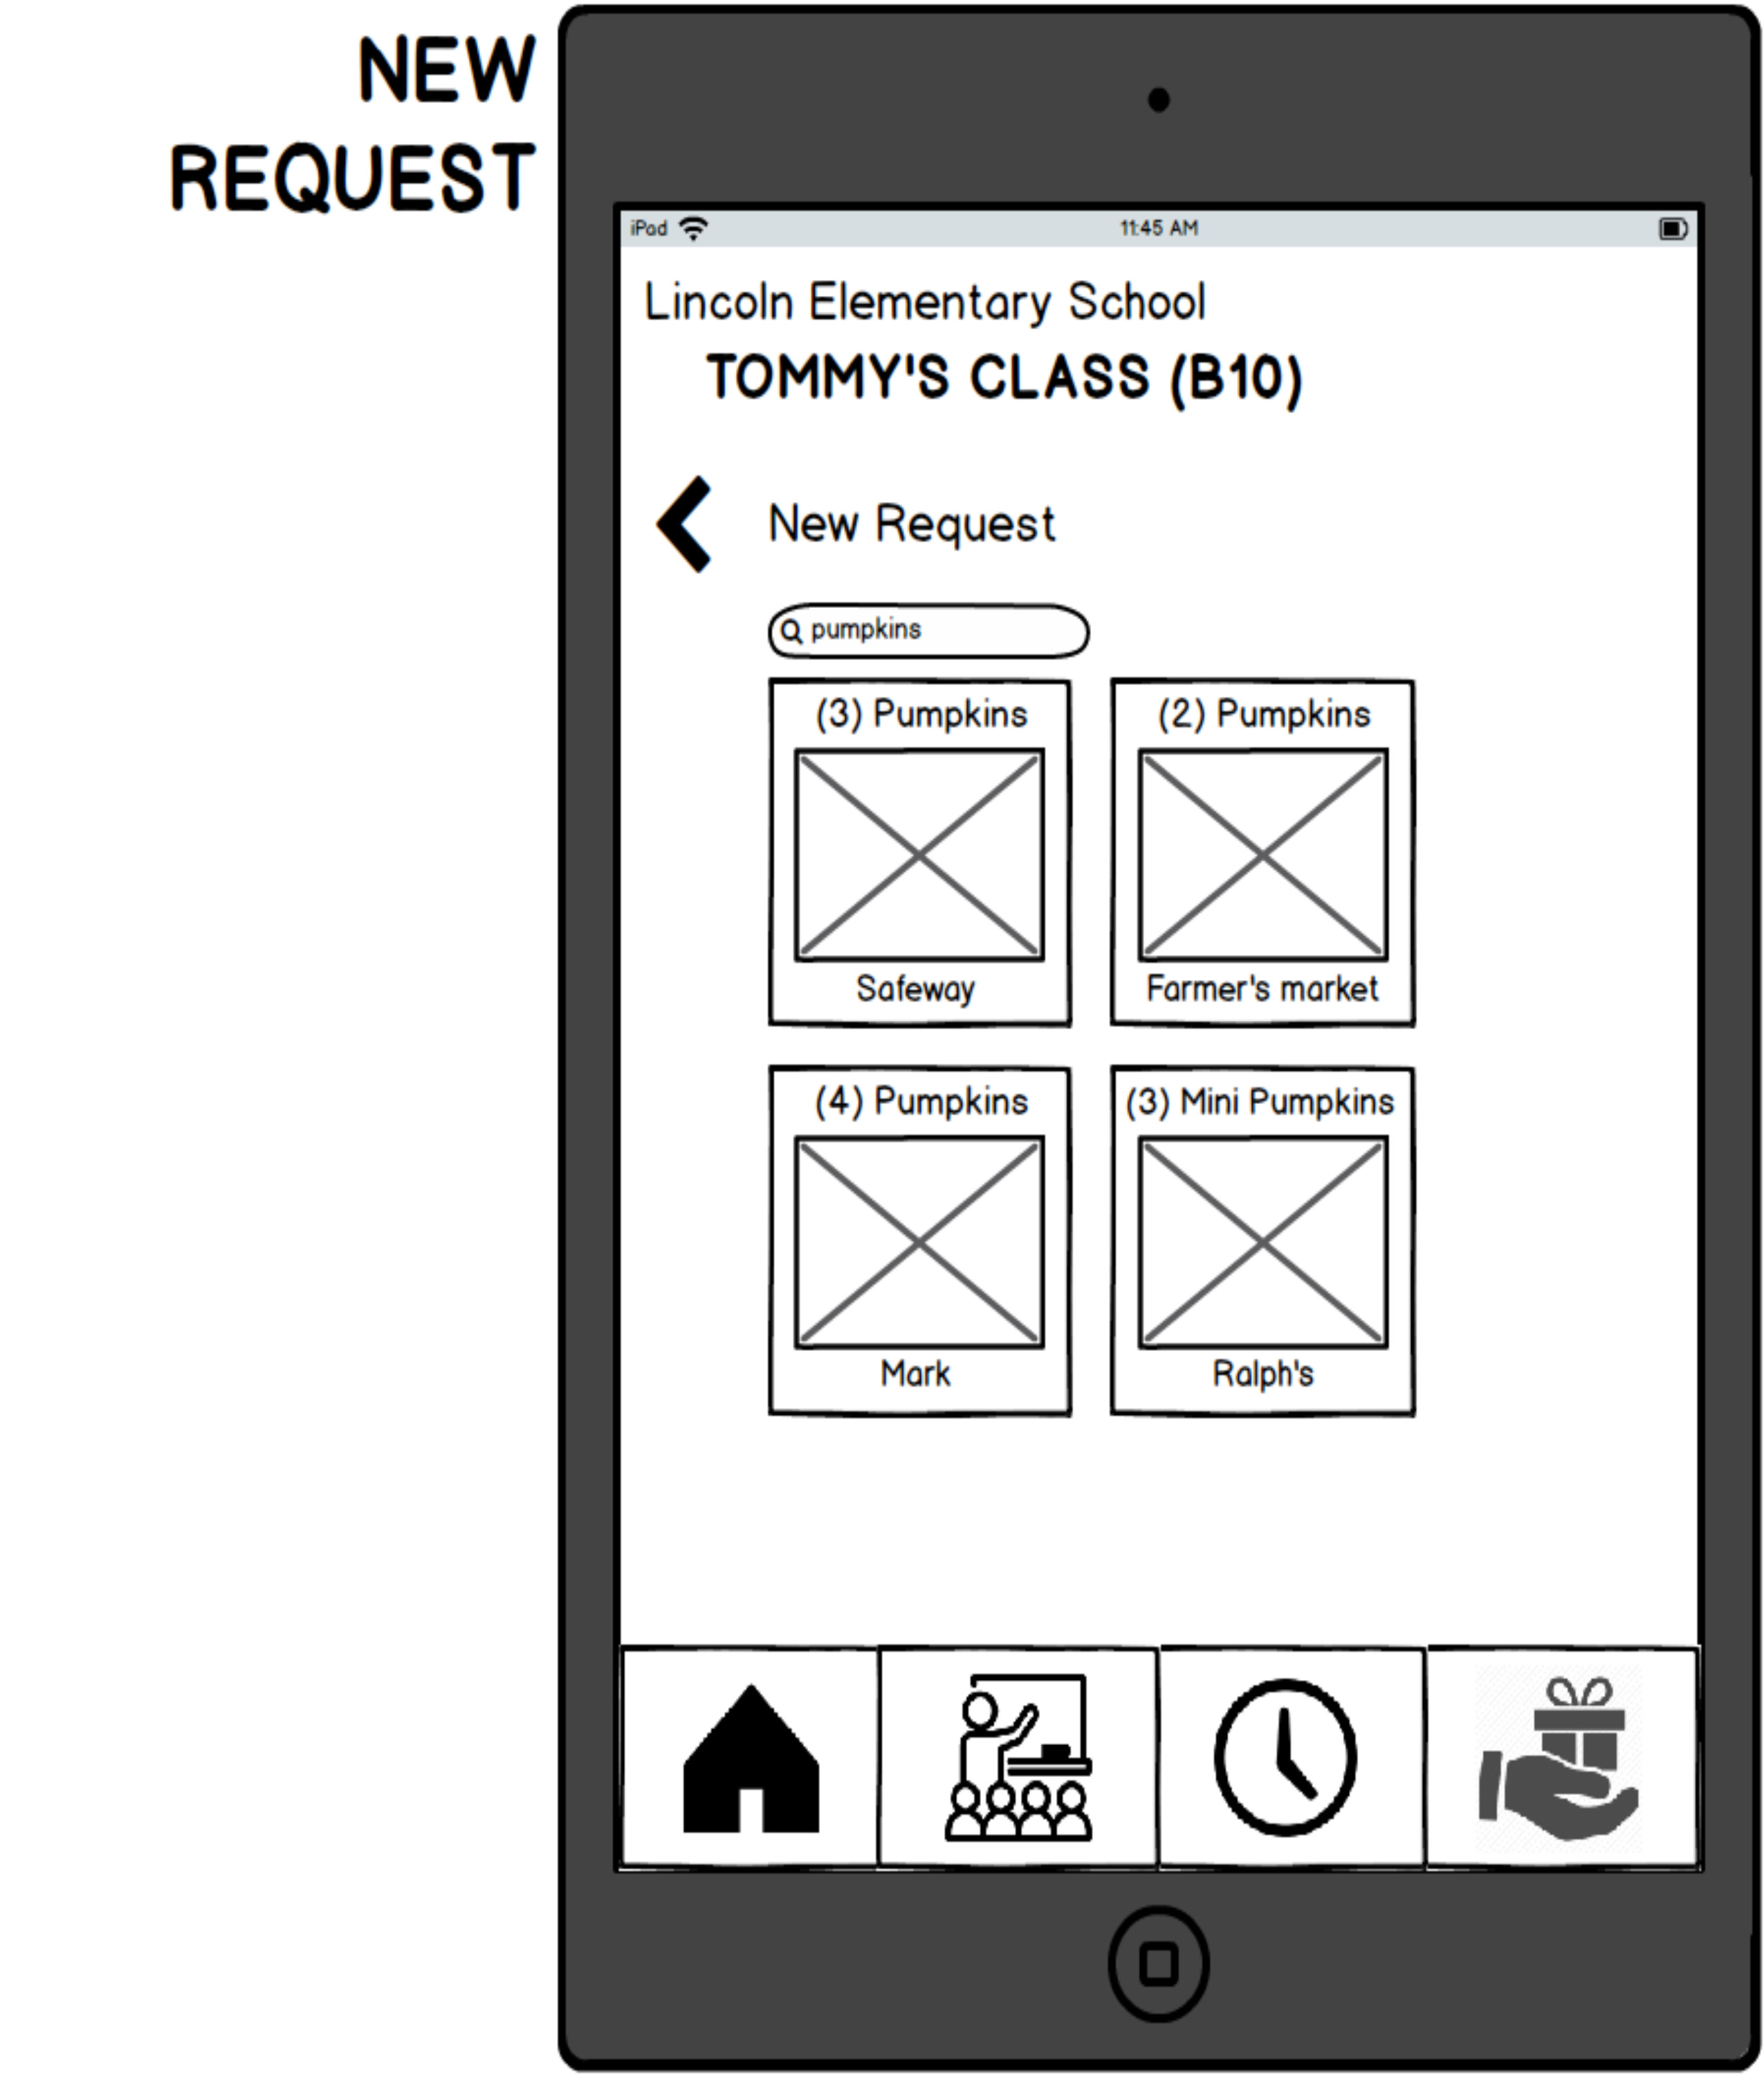 NEW
REQUEST
iPad
11:45 AM
Lincoln Elementary School
TOMMY'S CLASS (B10)
New Request
pumpkins
(3) Pumpkins
Safeway
(2) Pumpkins
Farmer's market
(4) Pumpkins
Mark
(3) Mini Pumpkins
Ralph's